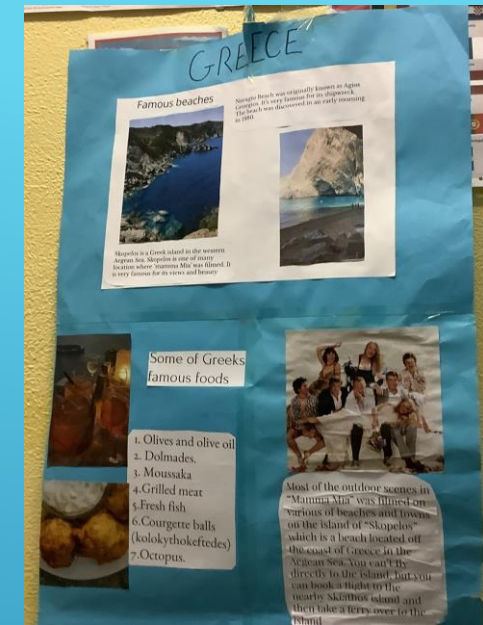 GREECE
Famous beaches
Navagio Beach was originally known as Agios
Georgios. It's very famous for its shipwreck.
The beach was discovered in an early morning
in 1980.
Skopelos is a Greek island in the western
Aegean Sea. Skopelos is one of many
location where 'mamma Mia' was filmed. It
is very famous for its views and beauty
Some of Greeks
famous foods
1. Olives and olive oil
2. Dolmades.
3. Moussaka
4.Grilled meat
5.Fresh fish
6.Courgette balls
(kolokythokeftedes)
7.Octopus.
Most of the outdoor scenes in
"Mamma Mia" was filmed on
various of beaches and towns
on the island of "Skopelos"
which is a beach located off
the coast of Greece in the
Aegean Sea. You can't fly
directly to the island, but you
can book a flight to the
nearby Skiathos island and
then take a ferry over to the
island